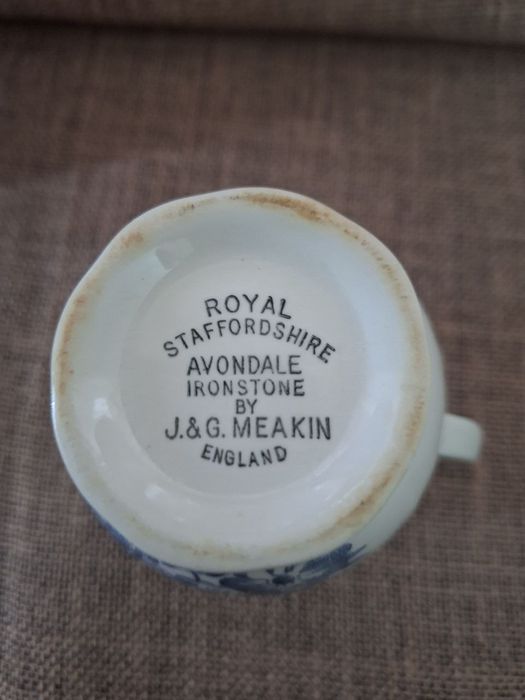 ROYAL
STAFFORDSHIRE
AVONDALE
IRONSTONE
BY
J.&G. MEAKIN
ENGLAND